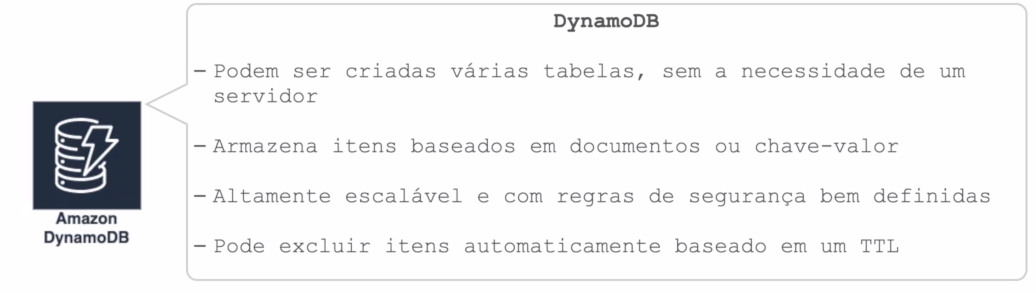 DynamoDB
– Podem ser criadas várias tabelas, sem a necessidade de um
servidor
– Armazena itens baseados em documentos ou chave-valor
– Altamente escalável e com regras de segurança bem definidas
– Pode excluir itens automaticamente baseado em um TTL
Amazon
DynamoDB